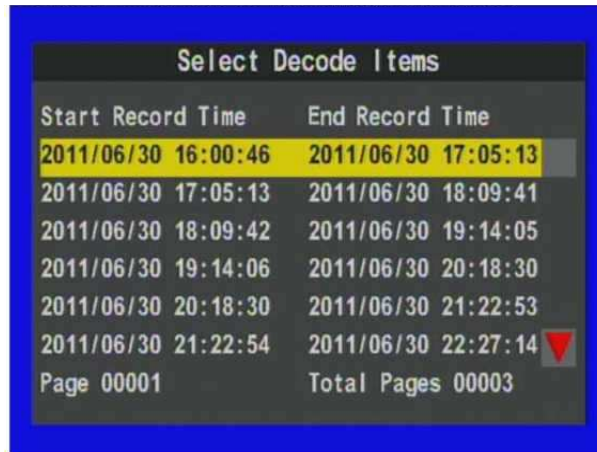 Select Decode Items
Start Record Time End Record Time
2011/06/30 16:00:46 2011/06/30 17:05:13
2011/06/30 17:05:13 2011/06/30 18:09:41
2011/06/30 18:09:42 2011/06/30 19:14:05
2011/06/30 19:14:06 2011/06/30 20:18:30
2011/06/30 20:18:30 2011/06/30 21:22:53
2011/06/30 21:22:54 2011/06/30 22:27:14
Page 00001 Total Pages 00003